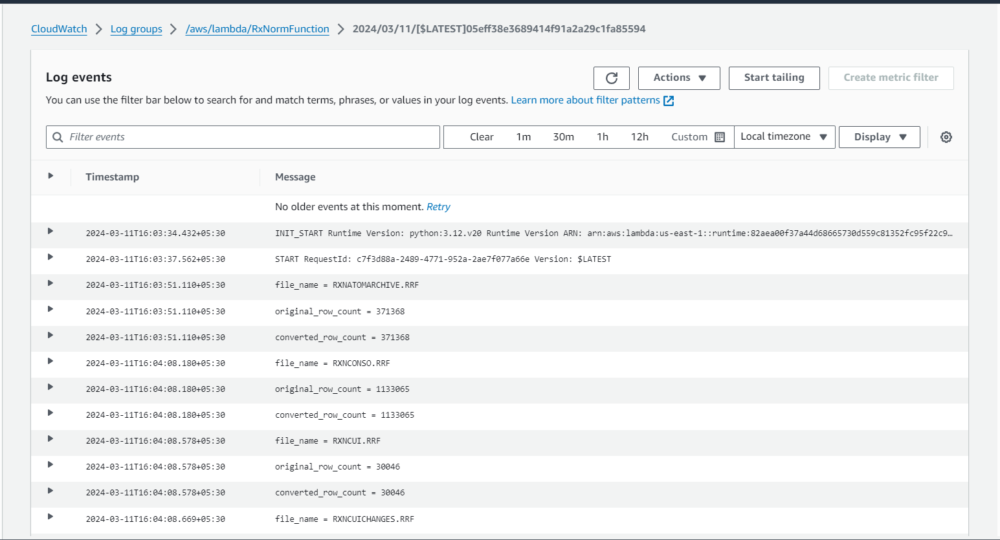 CloudWatch > Log groups > /aws/lambda/RxNormFunction > 2024/03/11/[$LATEST]05eff38e3689414f91a2a29c1fa85594
Log events
Actions Start tailing Create metric filter
You can use the filter bar below to search for and match terms, phrases, or values in your log events. Learn more about filter patterns
Filter events Clear 1m 30m 1h 12h Custom Local timezone Display
Timestamp Message
No older events at this moment. Retry
2024-03-11T16:03:34.432+05:30 INIT_START Runtime Version: python:3.12.v20 Runtime Version ARN: arn:aws:lambda:us-east-1::runtime:82aea00f37a44d68665730d559c81352fc95f22c9…
2024-03-11T16:03:37.562+05:30 START RequestId: c7f3d88a-2489-4771-952a-2ae7f077a66e Version: $LATEST
2024-03-11T16:03:51.110+05:30 file_name = RXNATOMARCHIVE.RRF
2024-03-11T16:03:51.110+05:30 original_row_count = 371368
2024-03-11T16:03:51.110+05:30 converted_row_count = 371368
2024-03-11T16:04:08.180+05:30 file_name = RXNCONSO.RRF
2024-03-11T16:04:08.180+05:30 original_row_count = 1133065
2024-03-11T16:04:08.180+05:30 converted_row_count = 1133065
2024-03-11T16:04:08.578+05:30 file_name = RXNCUI.RRF
2024-03-11T16:04:08.578+05:30 original_row_count = 30046
2024-03-11T16:04:08.578+05:30 converted_row_count = 30046
2024-03-11T16:04:08.669+05:30 file_name = RXNCUICHANGES.RRF